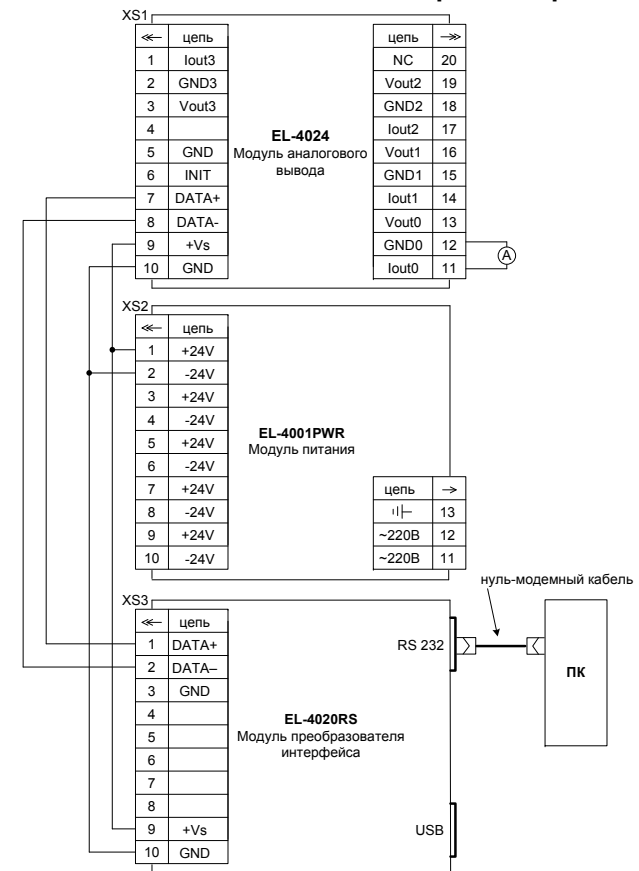 XS1
цепь цепь
1 Iout3 NC 20
2 GND3 Vout2 19
3 Vout3 GND2 18
4 Iout2 17
EL-4024
Модуль аналогового
вывода
5 GND Vout1 16
6 INIT GND1 15
7 DATA+ Iout1 14
8 DATA- Vout0 13
9 +Vs GND0 12
A
10 GND Iout0 11
XS2
цепь
1 +24V
2 -24V
3 +24V
4 -24V
5 +24V
6 -24V
EL-4001PWR
Модуль питания
7 +24V цепь
8 -24V 13
9 +24V ~220В 12
10 -24V ~220В 11
нуль-модемный кабель
XS3
цепь
1 DATA+ RS 232
2 DATA–
ПК
3 GND
4
5
6
7
8
EL-4020RS
Модуль преобразователя
интерфейса
9 +Vs USB
10 GND